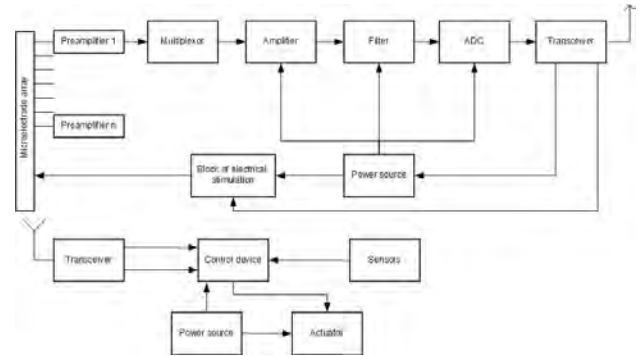 Preamplifier 1
Multiplexor
Amplifier
Filter
ADC
Transceiver
Microelectrode array
Preamplifier n
Block of electrical
stimulation
Power source
Transceiver
Control device
Sensors
Power source
Actuator